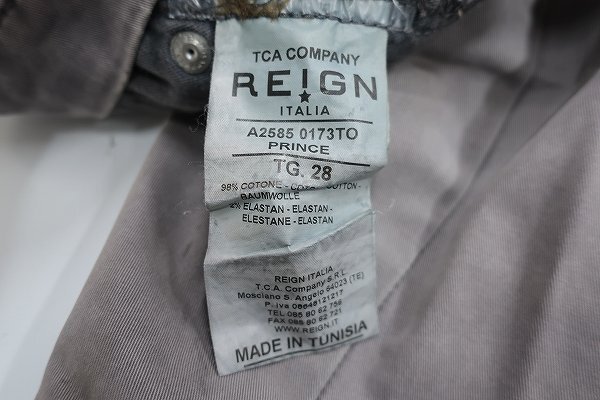 TCA COMPANY
REIGN
ITALIA
A2585 0173TO
PRINCE
TG. 28
98% COTONE - COTON -
BAUMWOLLE
2% ELASTAN - ELASTAN -
ELESTANE - ELASTAN
REIGN ITALIA
T.C.A. Company S.R.L.
Mosciano S. Angelo 64023 (TE)
P. iva
TEL 085 80 62 756
FAX 085 80 62 721
WWW.REIGN.IT
MADE IN TUNISIA